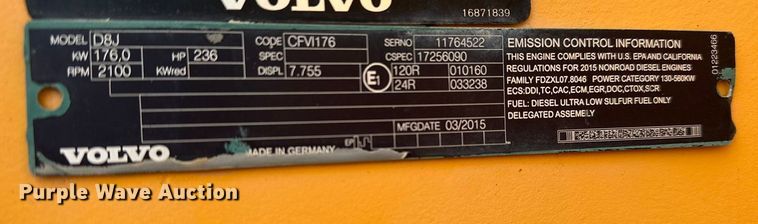 VOLVO
16871839
MODEL D8J CODE CFVI176 SERNO 11764522
KW 176,0 HP 236 SPEC CSPEC 17256090
RPM 2100 KWred DISPL 7.755 E1 120R 010160
24R 033238
MFGDATE 03/2015
VOLVO MADE IN GERMANY
EMISSION CONTROL INFORMATION
THIS ENGINE COMPLIES WITH U.S. EPA AND CALIFORNIA
REGULATIONS FOR 2015 NONROAD DIESEL ENGINES
FAMILY FDZXL07.8046 POWER CATEGORY 130-560KW
ECS:DDI,TC,CAC,ECM,EGR,DOC,CTOX,SCR
FUEL: DIESEL ULTRA LOW SULFUR FUEL ONLY
DELEGATED ASSEMBLY
01223466
Purple Wave Auction